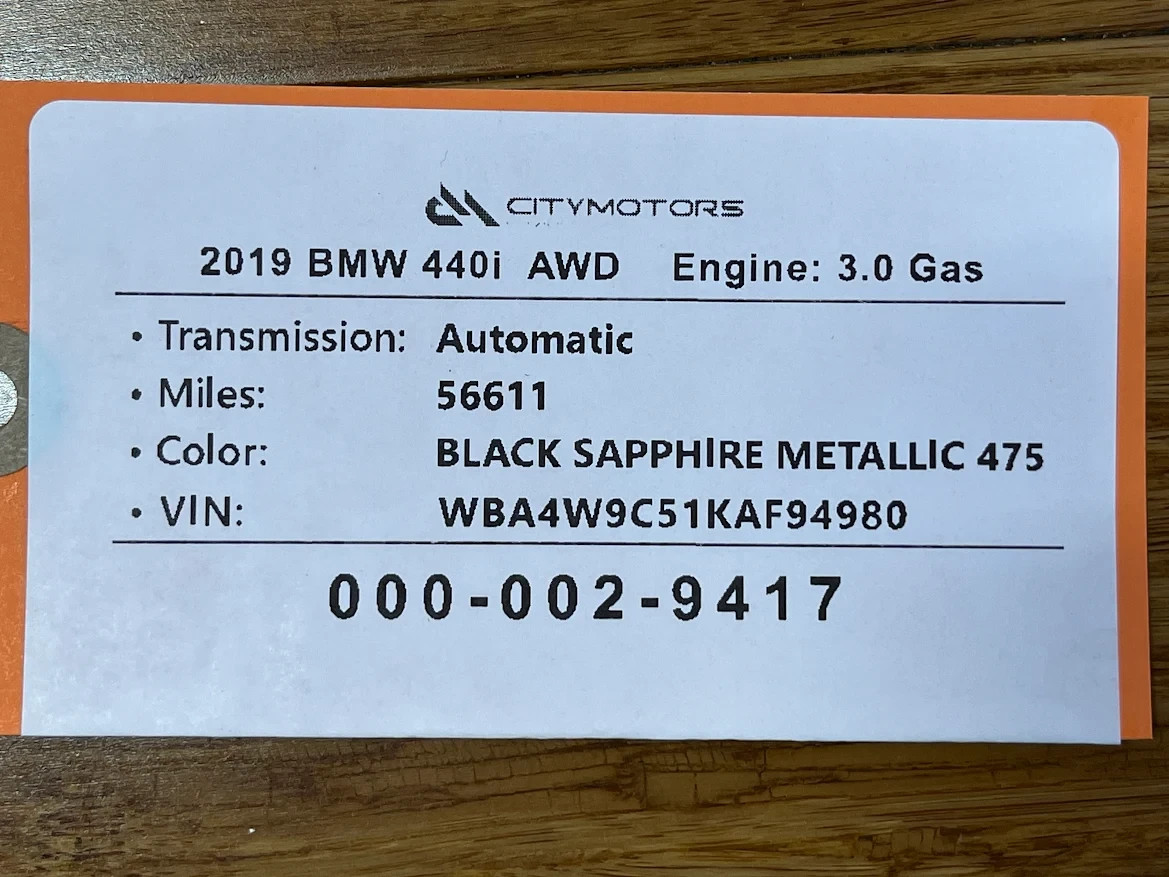 CITYMOTORS
2019 BMW 440i AWD Engine: 3.0 Gas
• Transmission: Automatic
• Miles: 56611
• Color: BLACK SAPPHIRE METALLIC 475
• VIN: WBA4W9C51KAF94980
000-002-9417